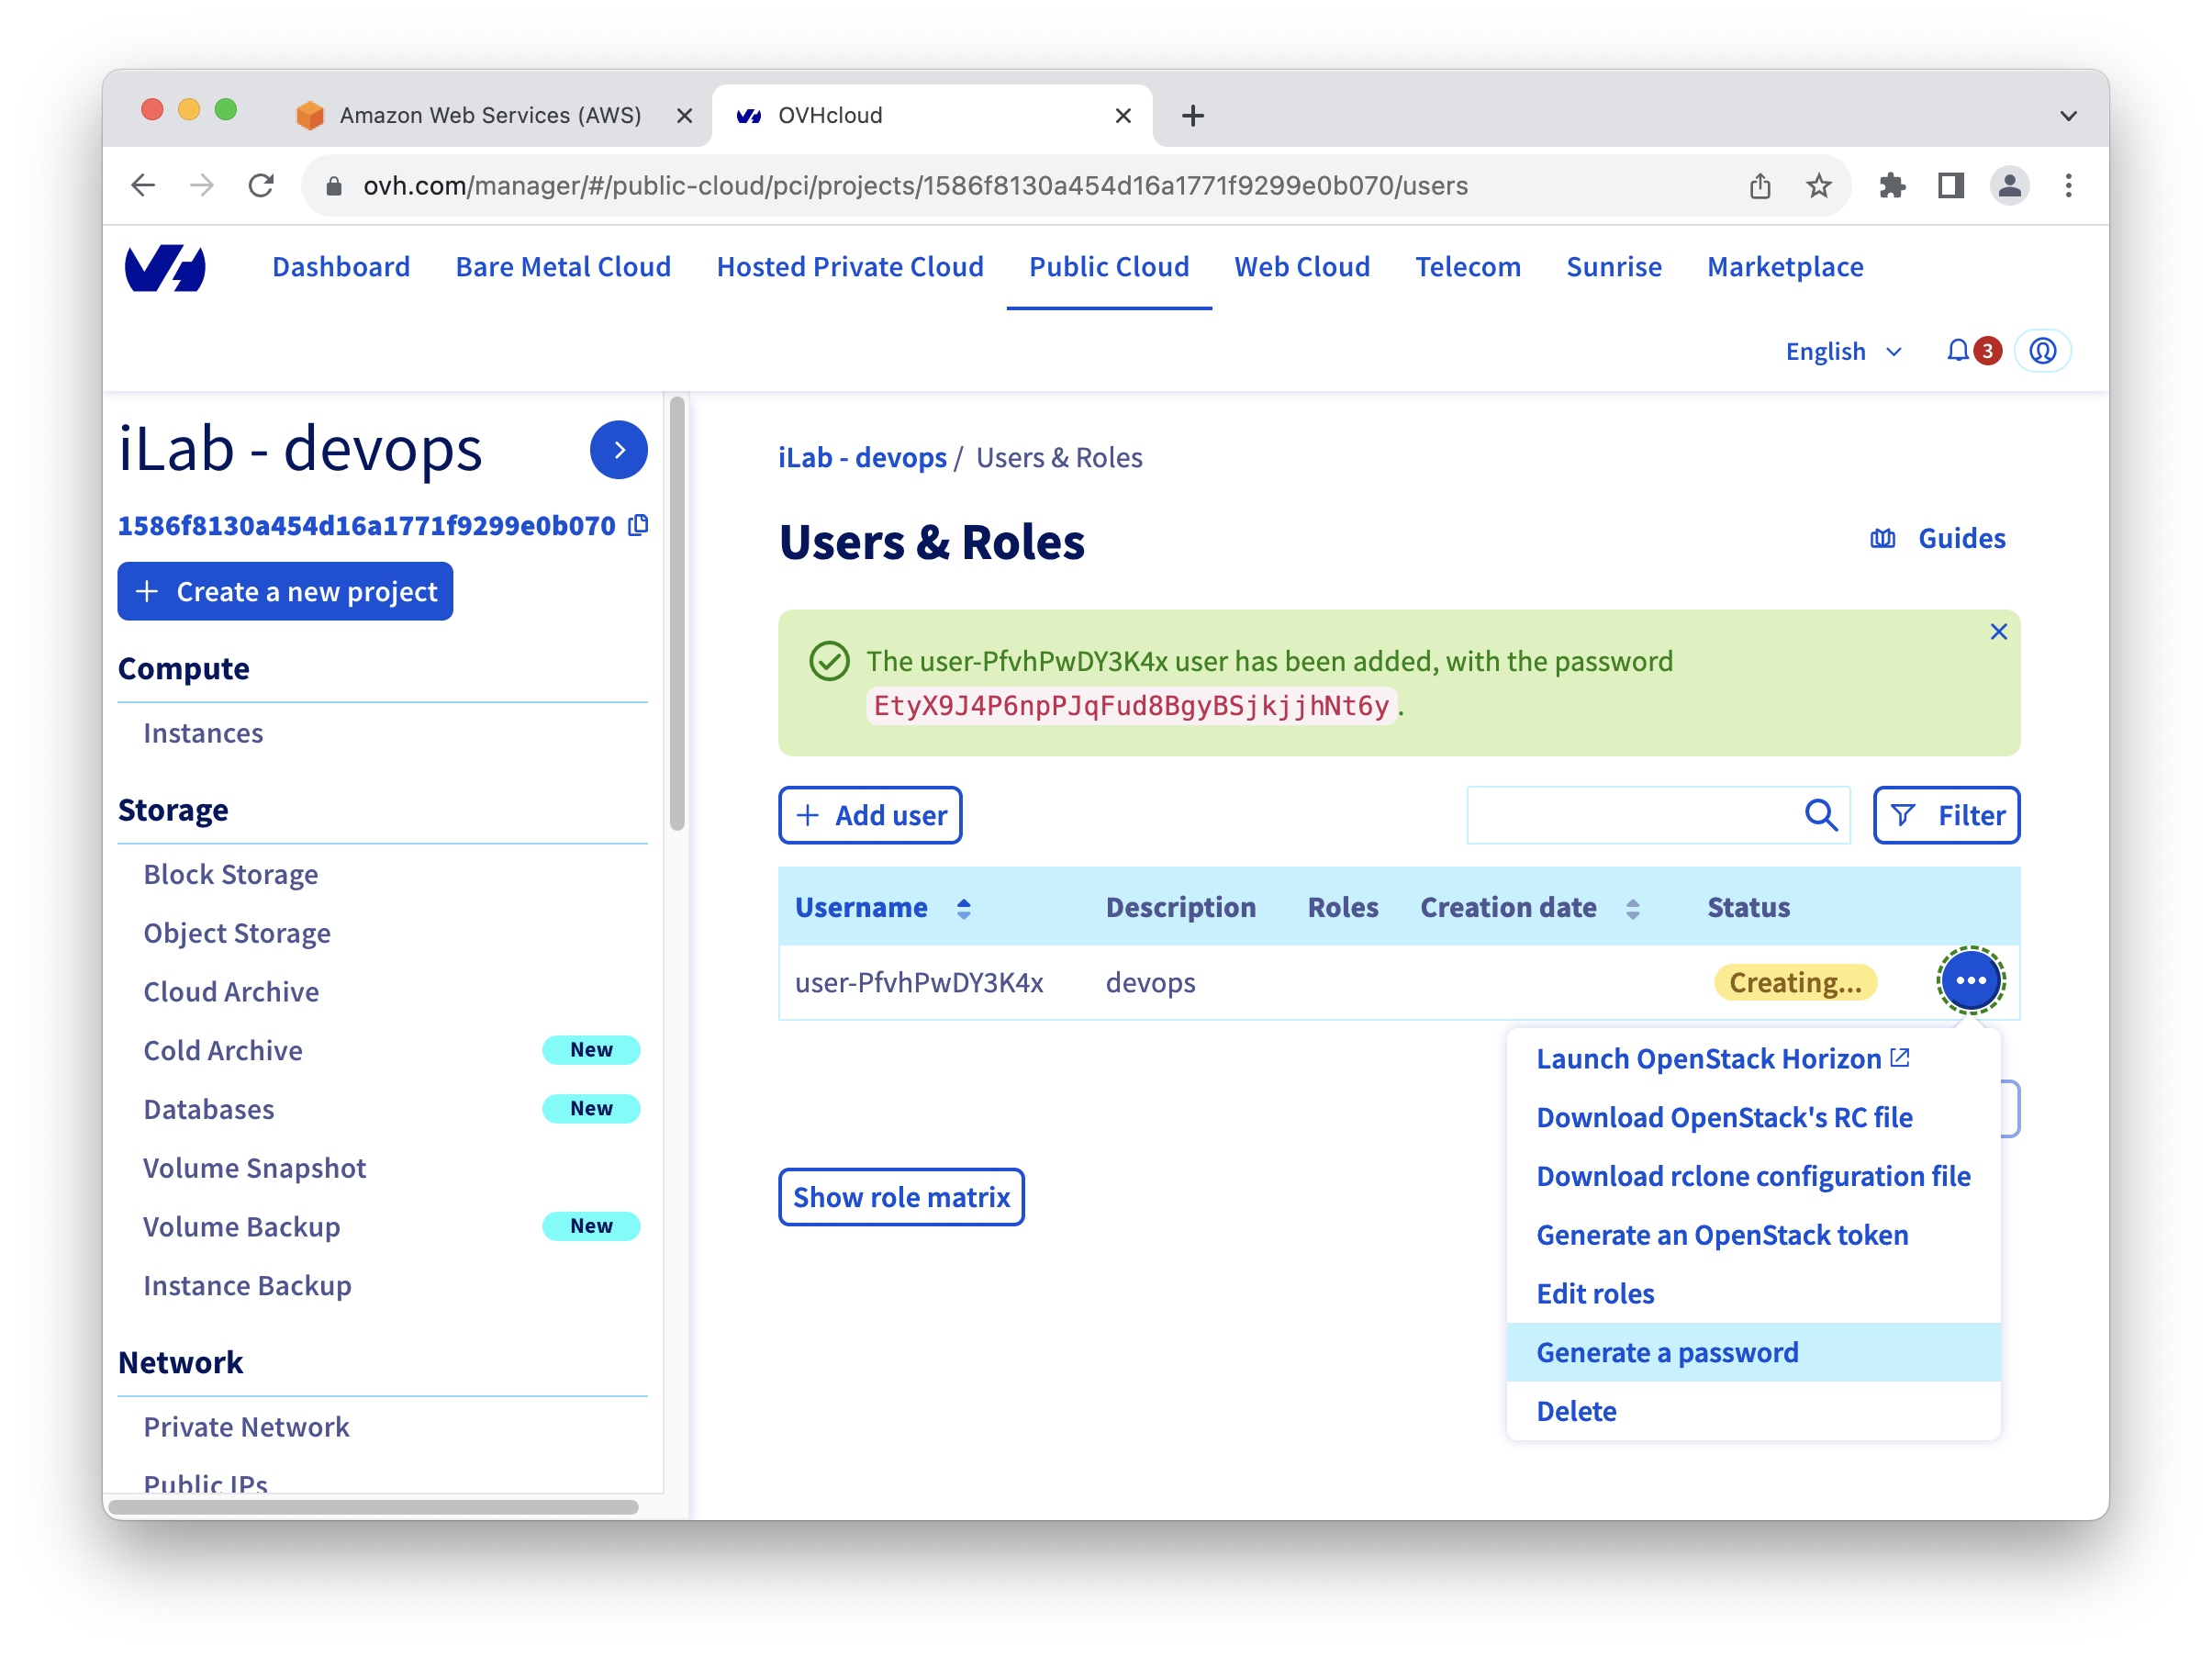 Amazon Web Services (AWS)
OVHcloud
ovh.com/manager/#/public-cloud/pci/projects/1586f8130a454d16a1771f9299e0b070/users
Dashboard Bare Metal Cloud Hosted Private Cloud Public Cloud Web Cloud Telecom Sunrise Marketplace
English 3
iLab - devops
1586f8130a454d16a1771f9299e0b070
Create a new project
Compute
Instances
Storage
Block Storage
Object Storage
Cloud Archive
Cold Archive New
Databases New
Volume Snapshot
Volume Backup New
Instance Backup
Network
Private Network
Public IPs
iLab - devops / Users & Roles
Users & Roles
Guides
The user-PfvhPwDY3K4x user has been added, with the password
EtyX9J4P6npPJqFud8BgyBSjkjjhNt6y.
Add user
Filter
Username Description Roles Creation date Status
user-PfvhPwDY3K4x devops Creating...
Launch OpenStack Horizon
Download OpenStack's RC file
Download rclone configuration file
Generate an OpenStack token
Edit roles
Generate a password
Delete
Show role matrix